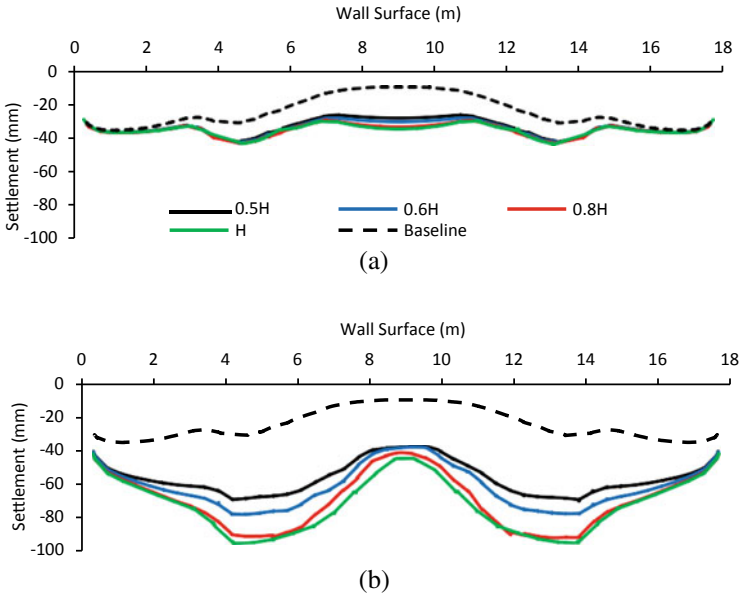 Wall Surface (m)
0 2 4 6 8 10 12 14 16 18
0
-20
-40
-60
-80
-100
Settlement (mm)
0.5H 0.6H 0.8H
H Baseline
(a)
Wall Surface (m)
0 2 4 6 8 10 12 14 16 18
0
-20
-40
-60
-80
-100
Settlement (mm)
(b)